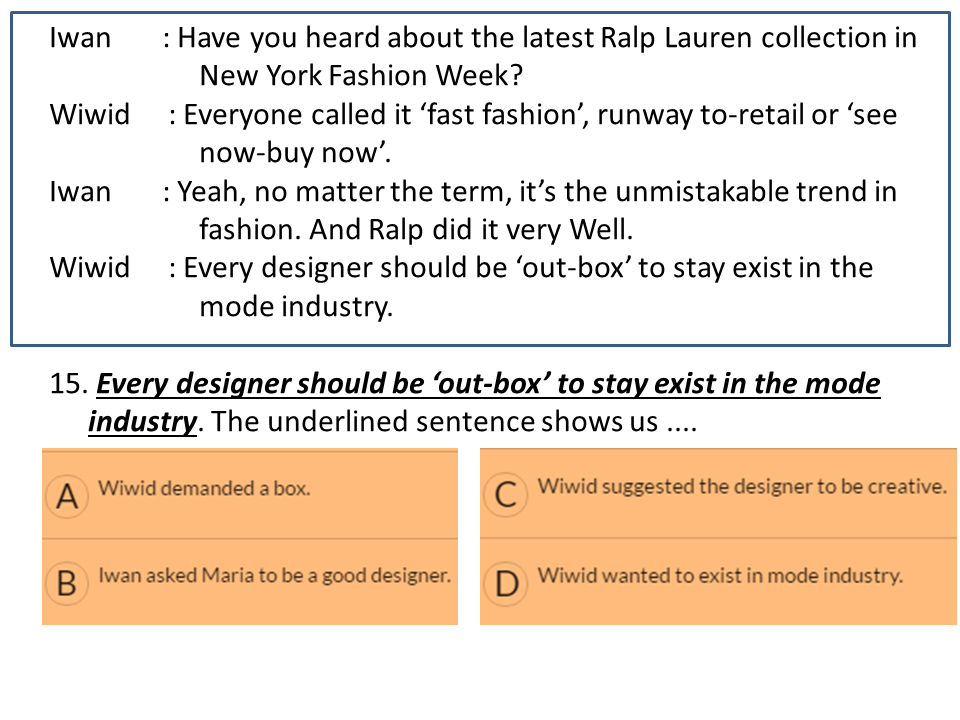 Iwan : Have you heard about the latest Ralp Lauren collection in
New York Fashion Week?
Wiwid : Everyone called it ‘fast fashion’, runway to-retail or ‘see
now-buy now’.
Iwan : Yeah, no matter the term, it’s the unmistakable trend in
fashion. And Ralp did it very Well.
Wiwid : Every designer should be ‘out-box’ to stay exist in the
mode industry.
15. Every designer should be ‘out-box’ to stay exist in the mode
industry. The underlined sentence shows us ....
A Wiwid demanded a box.
B Iwan asked Maria to be a good designer.
C Wiwid suggested the designer to be creative.
D Wiwid wanted to exist in mode industry.